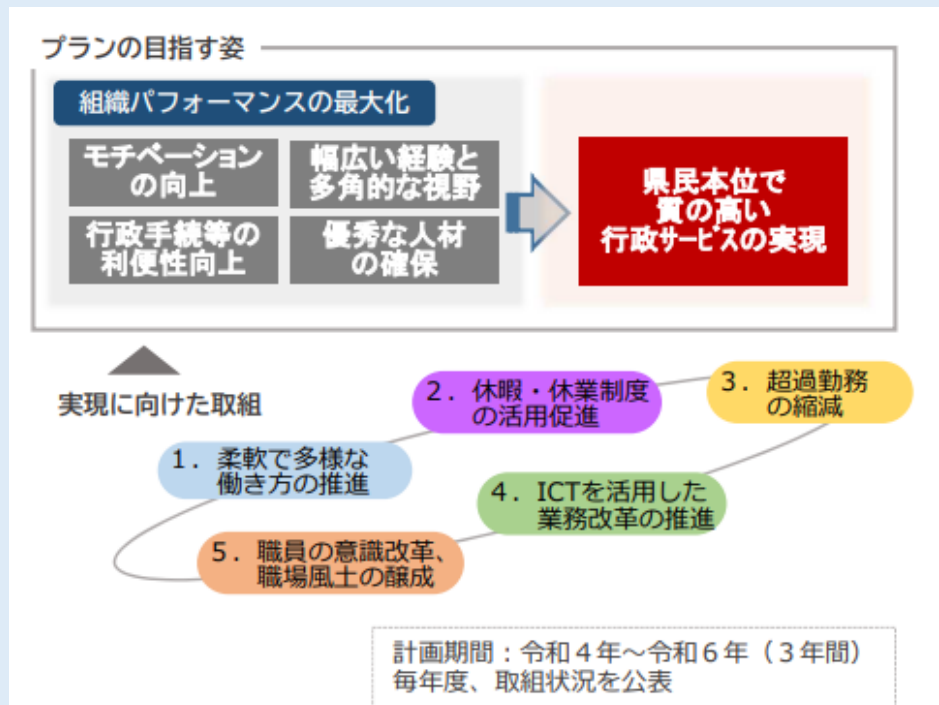 プランの目指す姿
組織パフォーマンスの最大化
モチベーション
の向上
幅広い経験と
多角的な視野
行政手続等の
利便性向上
優秀な人材
の確保
県民本位で
質の高い
行政サービスの実現
実現に向けた取組
2．休暇・休業制度
の活用促進
3．超過勤務
の縮減
1．柔軟で多様な
働き方の推進
4．ICTを活用した
業務改革の推進
5．職員の意識改革、
職場風土の醸成
計画期間：令和４年～令和６年（３年間）
毎年度、取組状況を公表